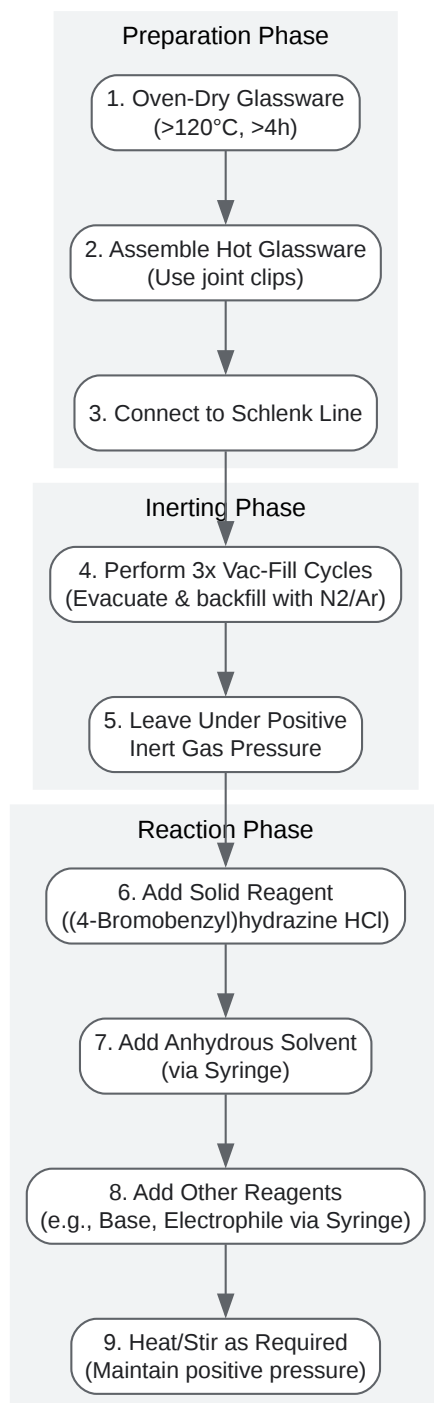 Preparation Phase
1. Oven-Dry Glassware
(>120°C, >4h)
2. Assemble Hot Glassware
(Use joint clips)
3. Connect to Schlenk Line
Inerting Phase
4. Perform 3x Vac-Fill Cycles
(Evacuate & backfill with N2/Ar)
5. Leave Under Positive
Inert Gas Pressure
Reaction Phase
6. Add Solid Reagent
((4-Bromobenzyl)hydrazine HCl)
7. Add Anhydrous Solvent
(via Syringe)
8. Add Other Reagents
(e.g., Base, Electrophile via Syringe)
9. Heat/Stir as Required
(Maintain positive pressure)